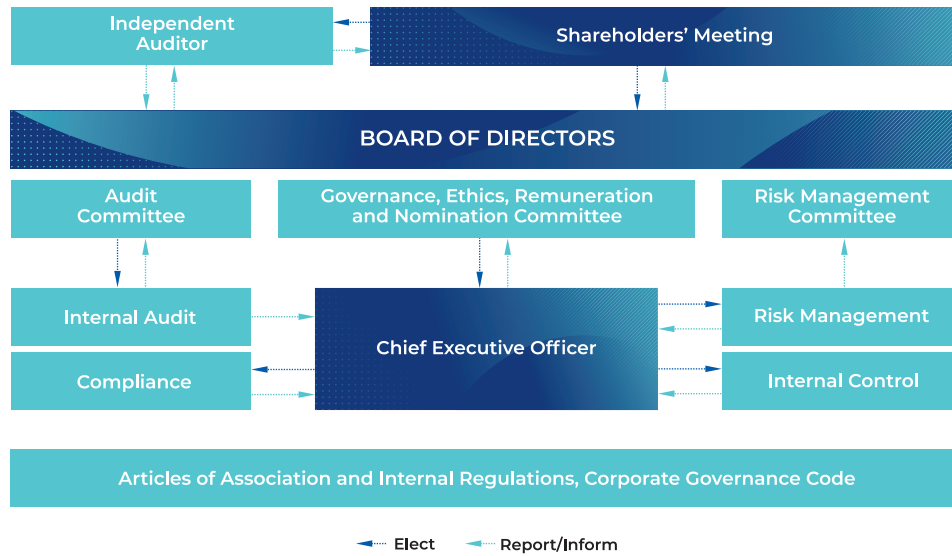 Independent
Auditor
Shareholders’ Meeting
BOARD OF DIRECTORS
Audit
Committee
Governance, Ethics, Remuneration
and Nomination Committee
Risk Management
Committee
Internal Audit
Chief Executive Officer
Risk Management
Compliance
Internal Control
Articles of Association and Internal Regulations, Corporate Governance Code
Elect
Report/Inform